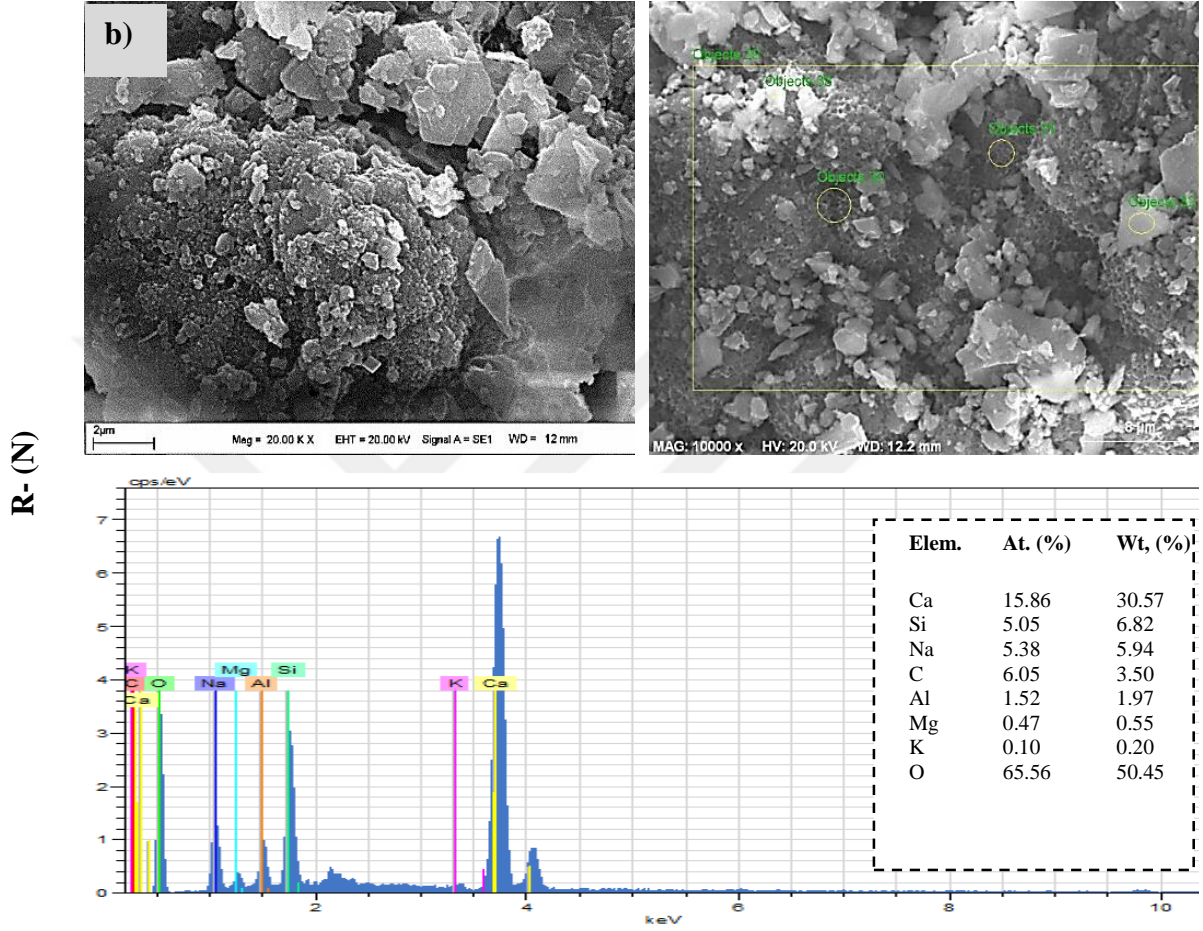 b)
Objects
Objects
Objects
Objects
Objects
2µm
Mag = 20.00 K X EHT = 20.00 kV Signal A = SE1 WD = 12 mm
MAG: 10000 x HV: 20.0 kV WD: 12.2 mm
µm
R- (N)
cps/eV
7
6
5
4
3
2
1
0
K
C
Ca
O
Na
Mg
Al
Si
K
Ca
2
4
6
8
10
keV
Elem. At. (%) Wt, (%)
Ca 15.86 30.57
Si 5.05 6.82
Na 5.38 5.94
C 6.05 3.50
Al 1.52 1.97
Mg 0.47 0.55
K 0.10 0.20
O 65.56 50.45